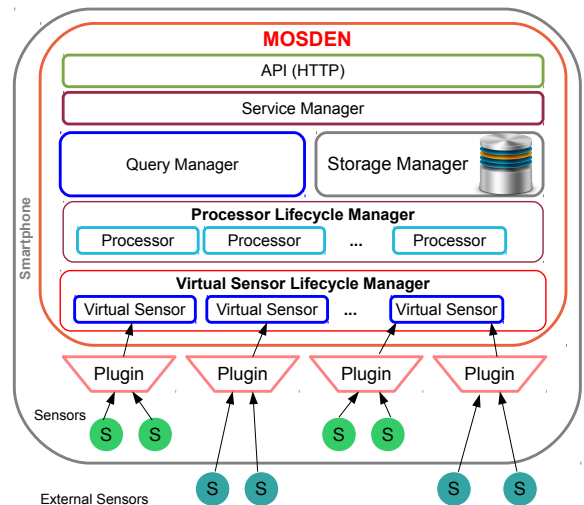 MOSDEN
API (HTTP)
Service Manager
Query Manager
Storage Manager
Smartphone
Processor Lifecycle Manager
Processor Processor ... Processor
Virtual Sensor Lifecycle Manager
Virtual Sensor Virtual Sensor ... Virtual Sensor
Plugin Plugin Plugin Plugin
Sensors
S S S S
S S S S
External Sensors